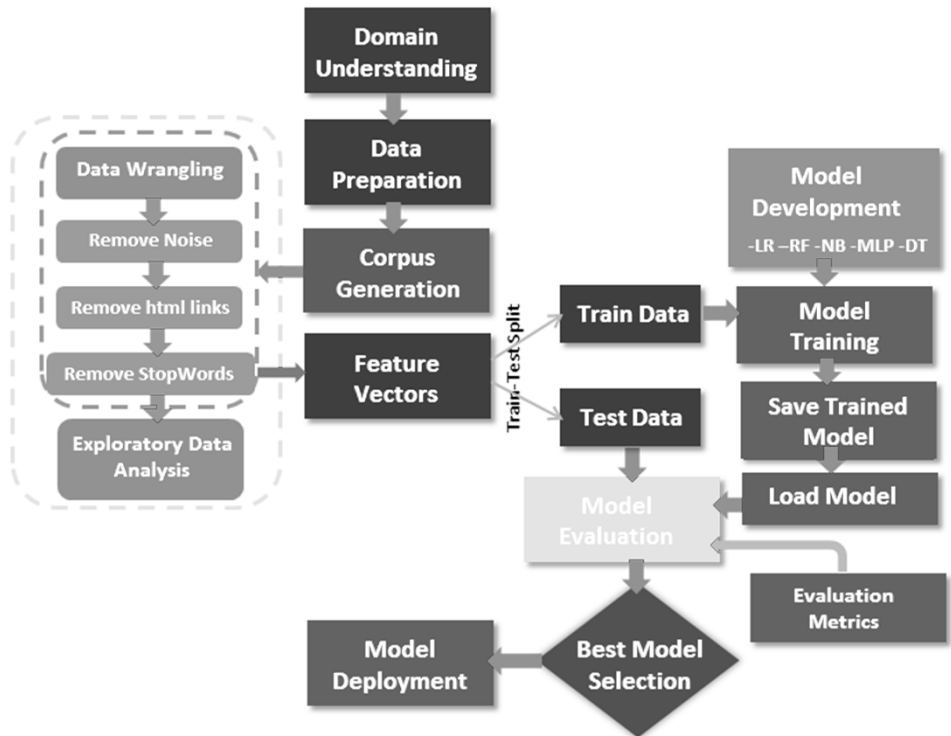 Domain
Understanding
Data
Preparation
Corpus
Generation
Data Wrangling
Remove Noise
Remove html links
Remove StopWords
Exploratory Data
Analysis
Feature
Vectors
Train-Test Split
Train Data
Test Data
Model
Development
-LR –RF -NB -MLP -DT
Model
Training
Save Trained
Model
Load Model
Model
Evaluation
Evaluation
Metrics
Best Model
Selection
Model
Deployment